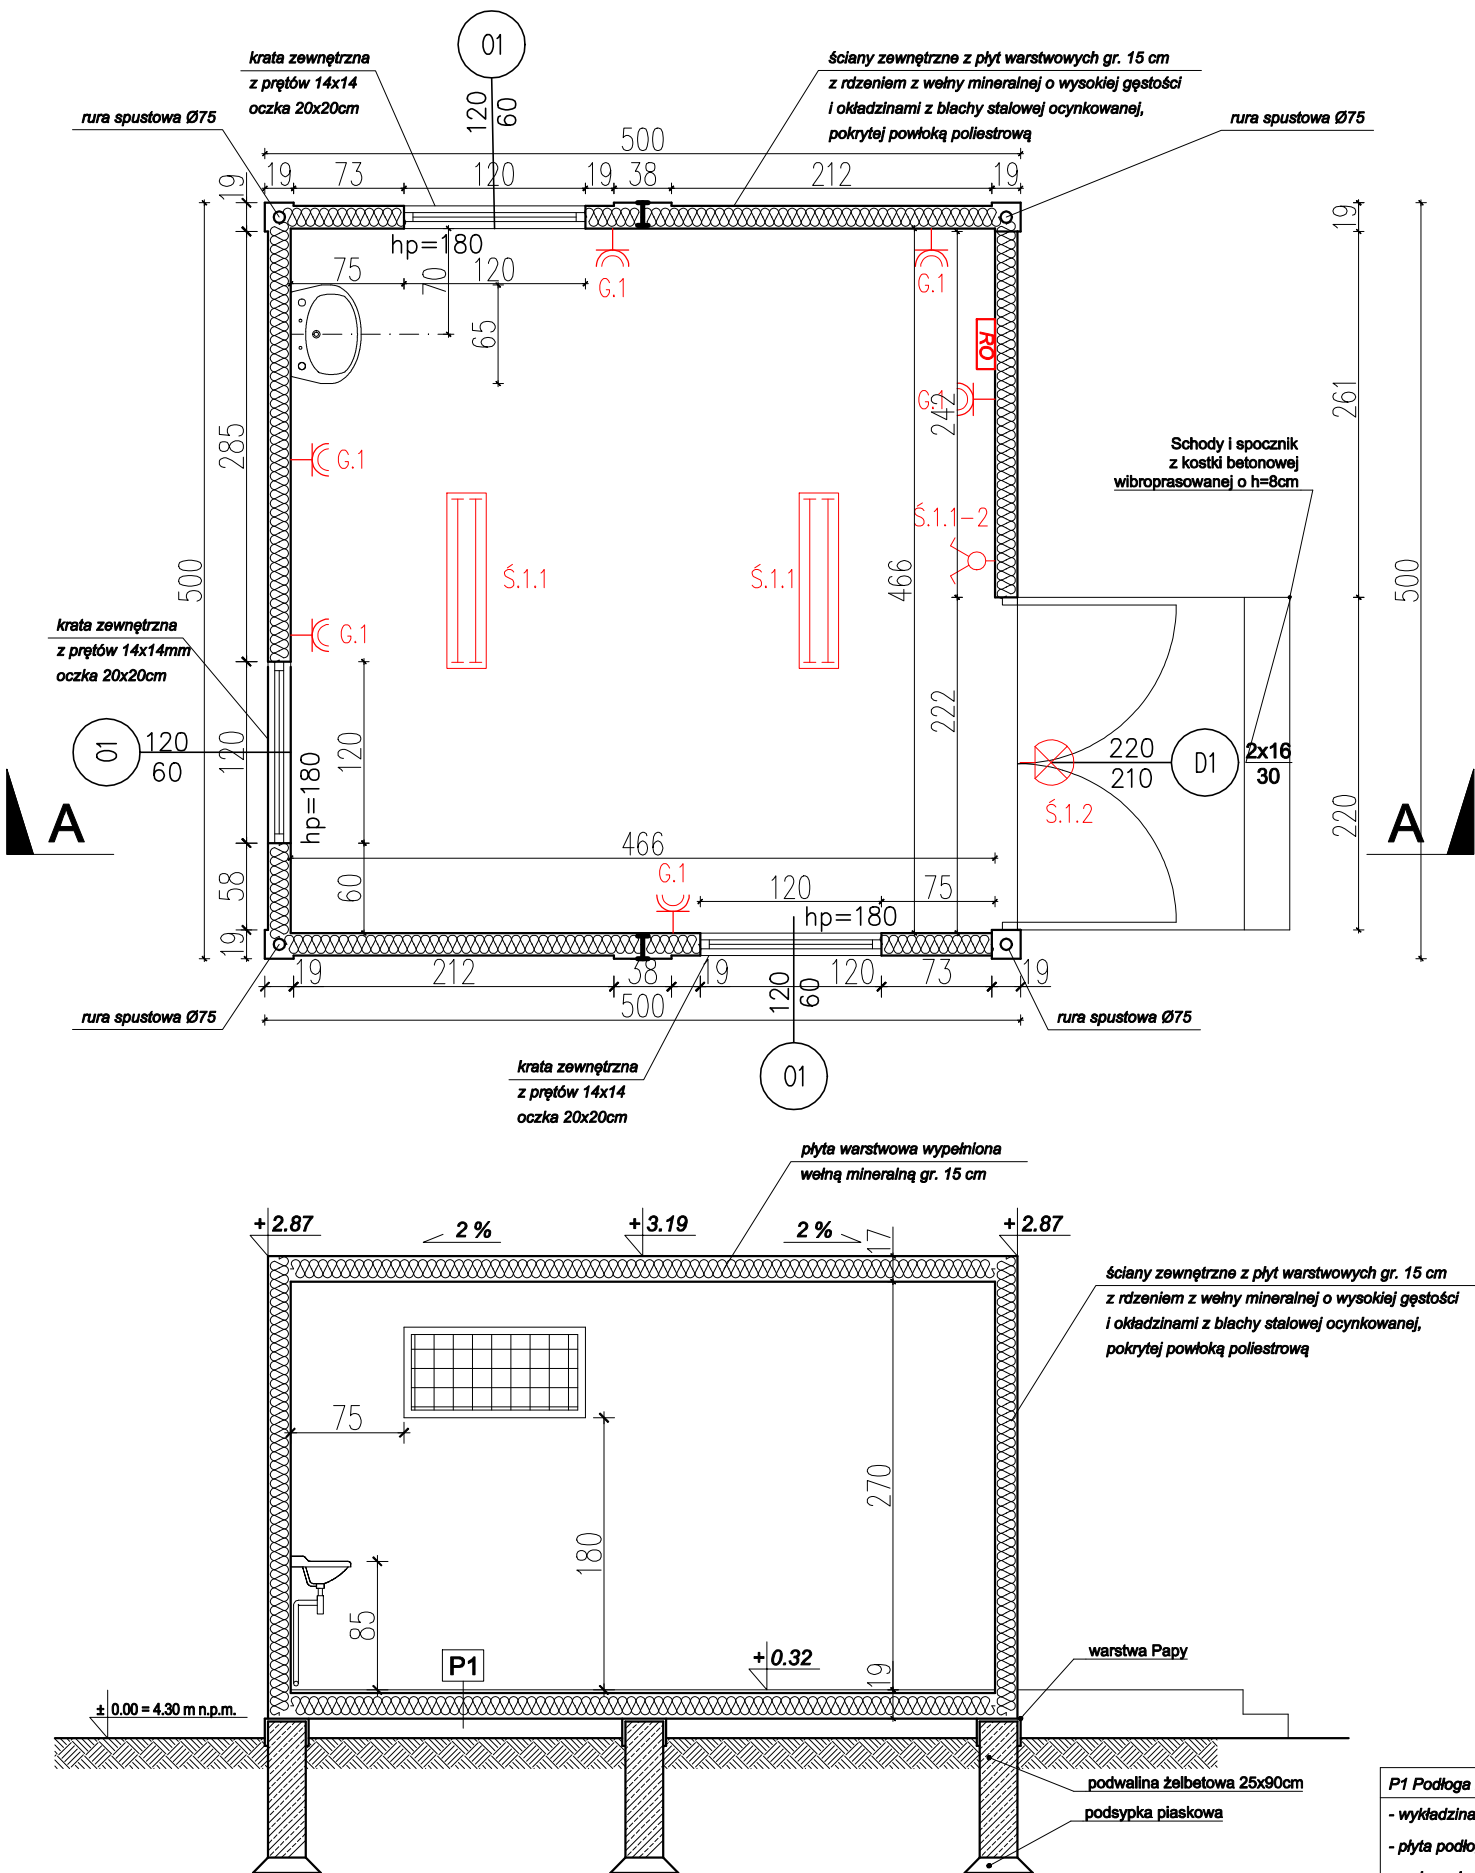 01
120
60
krata zewnętrzna
z prętów 14x14
oczka 20x20cm
ściany zewnętrzne z płyt warstwowych gr. 15 cm
z rdzeniem z wełny mineralnej o wysokiej gęstości
i okładzinami z blachy stalowej ocynkowanej,
pokrytej powłoką poliestrową
rura spustowa Ø75
rura spustowa Ø75
500
19 73 120 19 38 212 19
19
19
hp=180
75 120
70
65
G.1
G.1
RO
G.1
242
261
285
G.1
Schody i spocznik
z kostki betonowej
wibroprasowanej o h=8cm
Ś.1.1-2
Ś.1.1
Ś.1.1
500
466
500
krata zewnętrzna
z prętów 14x14mm
oczka 20x20cm
G.1
222
01
120
60
120
120
hp=180
220
210
D1
2x16
30
Ś.1.2
220
A
A
466
58
60
G.1
120 75
hp=180
19
19 212 38 19 120 73 19
500
120
60
01
rura spustowa Ø75
rura spustowa Ø75
krata zewnętrzna
z prętów 14x14
oczka 20x20cm
płyta warstwowa wypełniona
wełną mineralną gr. 15 cm
+ 2.87
2 %
+ 3.19
2 %
17
+ 2.87
ściany zewnętrzne z płyt warstwowych gr. 15 cm
z rdzeniem z wełny mineralnej o wysokiej gęstości
i okładzinami z blachy stalowej ocynkowanej,
pokrytej powłoką poliestrową
75
270
180
85
P1
+ 0.32
19
warstwa Papy
± 0.00 = 4.30 m n.p.m.
podwalina żelbetowa 25x90cm
podsypka piaskowa
P1 Podłoga
- wykładzina
- płyta podło